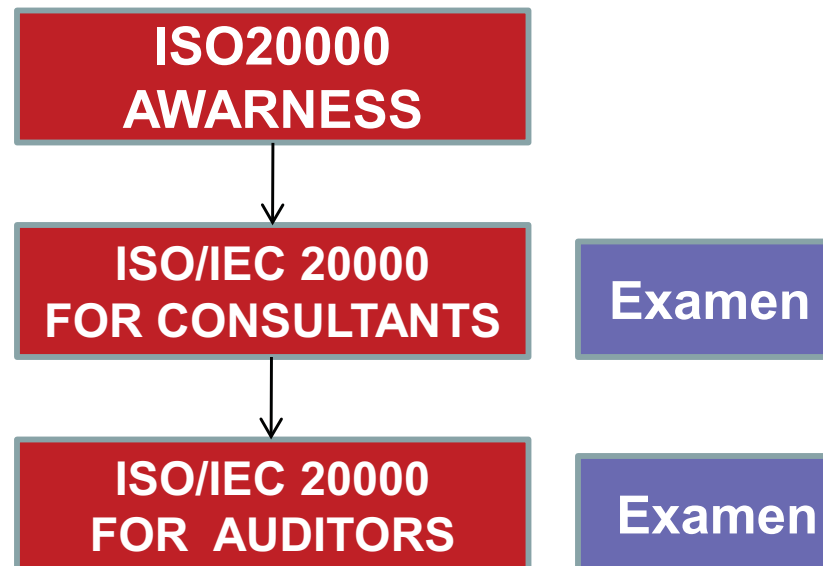 ISO20000
AWARNESS
ISO/IEC 20000
FOR CONSULTANTS
Examen
ISO/IEC 20000
FOR AUDITORS
Examen